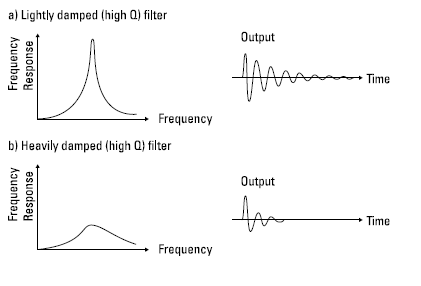 a) Lightly damped (high Q) filter
Frequency
Response
Frequency
Output
Time
b) Heavily damped (high Q) filter
Frequency
Response
Frequency
Output
Time